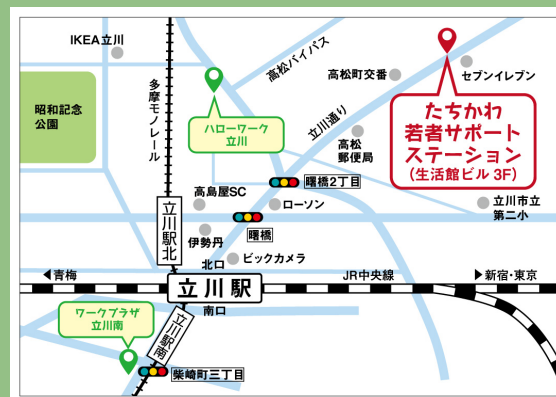 IKEA立川
高松バイパス
高松町交番
セブンイレブン
昭和記念
公園
多摩モノレール
ハローワーク
立川
立川通り
高松
郵便局
たちかわ
若者サポート
ステーション
(生活館ビル 3F)
曙橋2丁目
高島屋SC
ローソン
立川市立
第二小
立川駅北
曙橋
伊勢丹
北口
ビックカメラ
青梅
JR中央線
新宿・東京
立川駅
ワークプラザ
立川南
南口
立川駅南
柴崎町三丁目